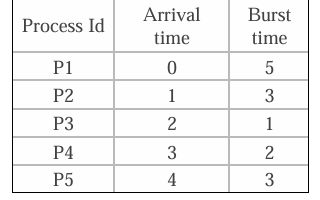 Process Id Arrival time Burst time
P1 0 5
P2 1 3
P3 2 1
P4 3 2
P5 4 3